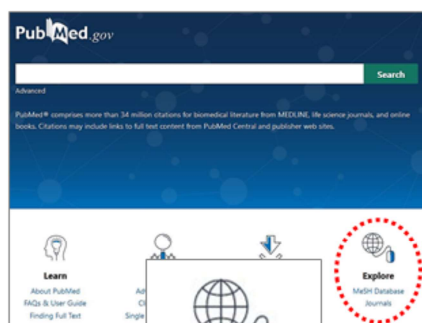 PubMed.gov
Search
Advanced
PubMed® comprises more than 34 million citations for biomedical literature from MEDLINE, life science journals, and online
books. Citations may include links to full text content from PubMed Central and publisher web sites.
Learn
About PubMed
FAQs & User Guide
Finding Full Text
Explore
MeSH Database
Journals